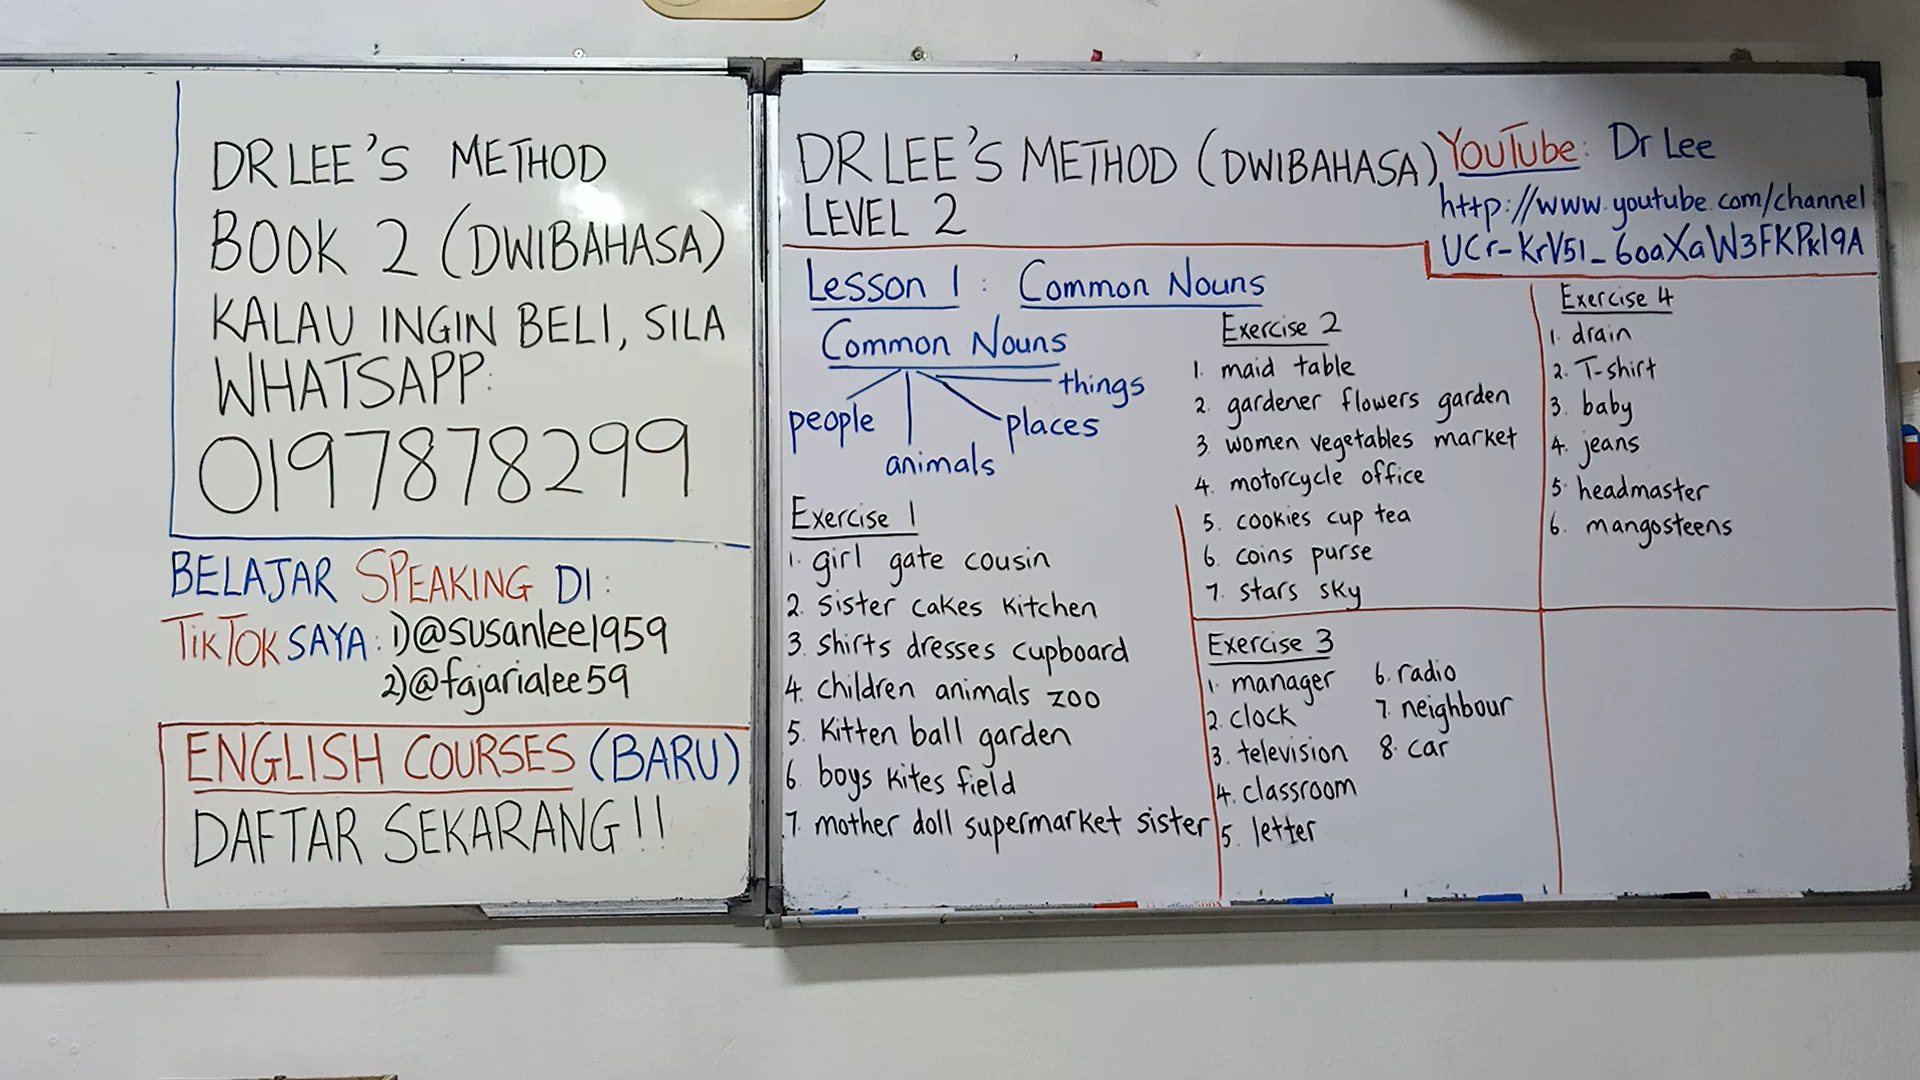 DR LEE'S METHOD
BOOK 2 (DWIBAHASA)
KALAU INGIN BELI, SILA
WHATSAPP:
0197878299
BELAJAR SPEAKING DI:
TIKTOK SAYA: 1)@susanlee1959
2)@fajarialee59
ENGLISH COURSES (BARU)
DAFTAR SEKARANG!!
DR LEE'S METHOD (DWIBAHASA)
LEVEL 2
YouTube: Dr Lee
http://www.youtube.com/channel
UCr-KrV51_6oaXaW3FKPkl9A
Lesson 1: Common Nouns
Common Nouns
people
animals
places
things
Exercise 1
1. girl gate cousin
2. sister cakes kitchen
3. shirts dresses cupboard
4. children animals zoo
5. kitten ball garden
6. boys kites field
7. mother doll supermarket sister
Exercise 2
1. maid table
2. gardener flowers garden
3. women vegetables market
4. motorcycle office
5. cookies cup tea
6. coins purse
7. stars sky
Exercise 3
1. manager
2. clock
3. television
4. classroom
5. letter
6. radio
7. neighbour
8. car
Exercise 4
1. drain
2. T-shirt
3. baby
4. jeans
5. headmaster
6. mangosteens